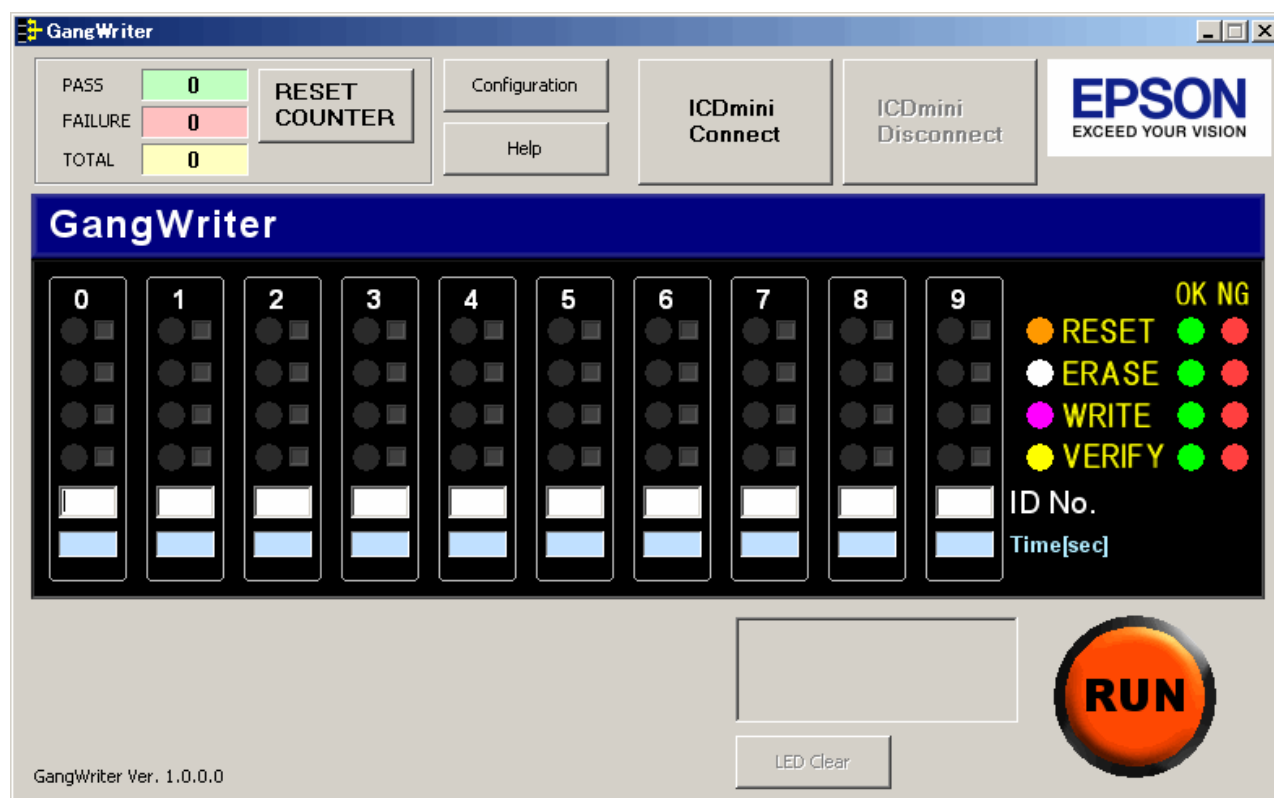 GangWriter
PASS 0
FAILURE 0
TOTAL 0
RESET
COUNTER
Configuration
Help
ICDmini
Connect
ICDmini
Disconnect
EPSON
EXCEED YOUR VISION
GangWriter
0 1 2 3 4 5 6 7 8 9
OK NG
RESET
ERASE
WRITE
VERIFY
ID No.
Time[sec]
RUN
LED Clear
GangWriter Ver. 1.0.0.0